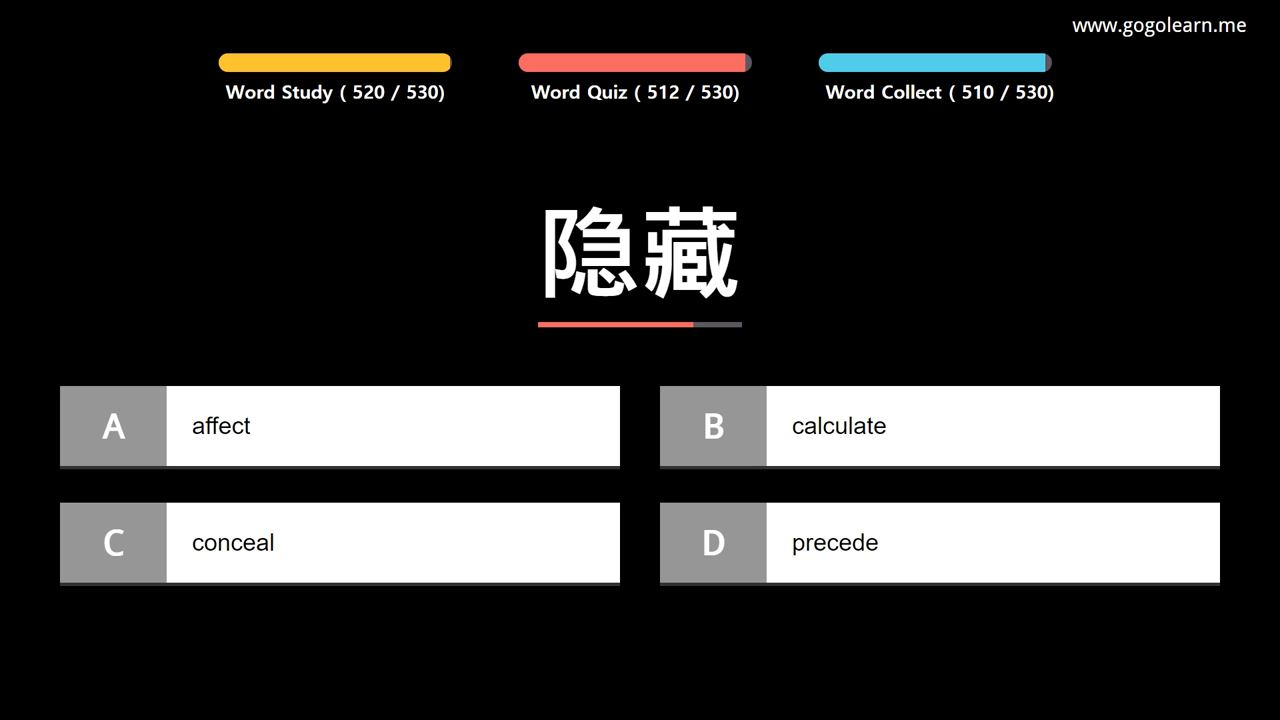 www.gogolearn.me
Word Study ( 520 / 530)
Word Quiz ( 512 / 530)
Word Collect ( 510 / 530)
隐藏
A affect
B calculate
C conceal
D precede